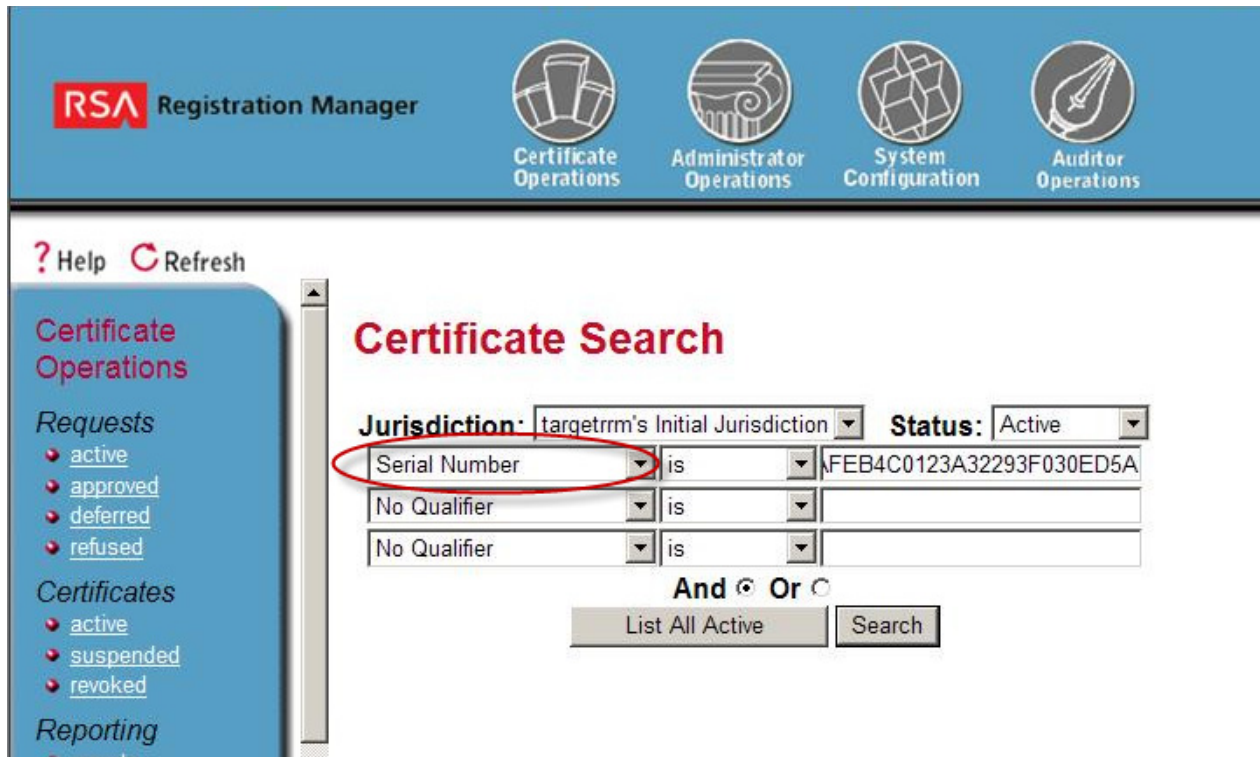 RSA Registration Manager
Certificate Operations
Administrator Operations
System Configuration
Auditor Operations
? Help Refresh
Certificate
Operations
Requests
active
approved
deferred
refused
Certificates
active
suspended
revoked
Reporting
Certificate Search
Jurisdiction: targetrrm's Initial Jurisdiction Status: Active
Serial Number is FEB4C0123A32293F030ED5A
No Qualifier is
No Qualifier is
And Or
List All Active Search